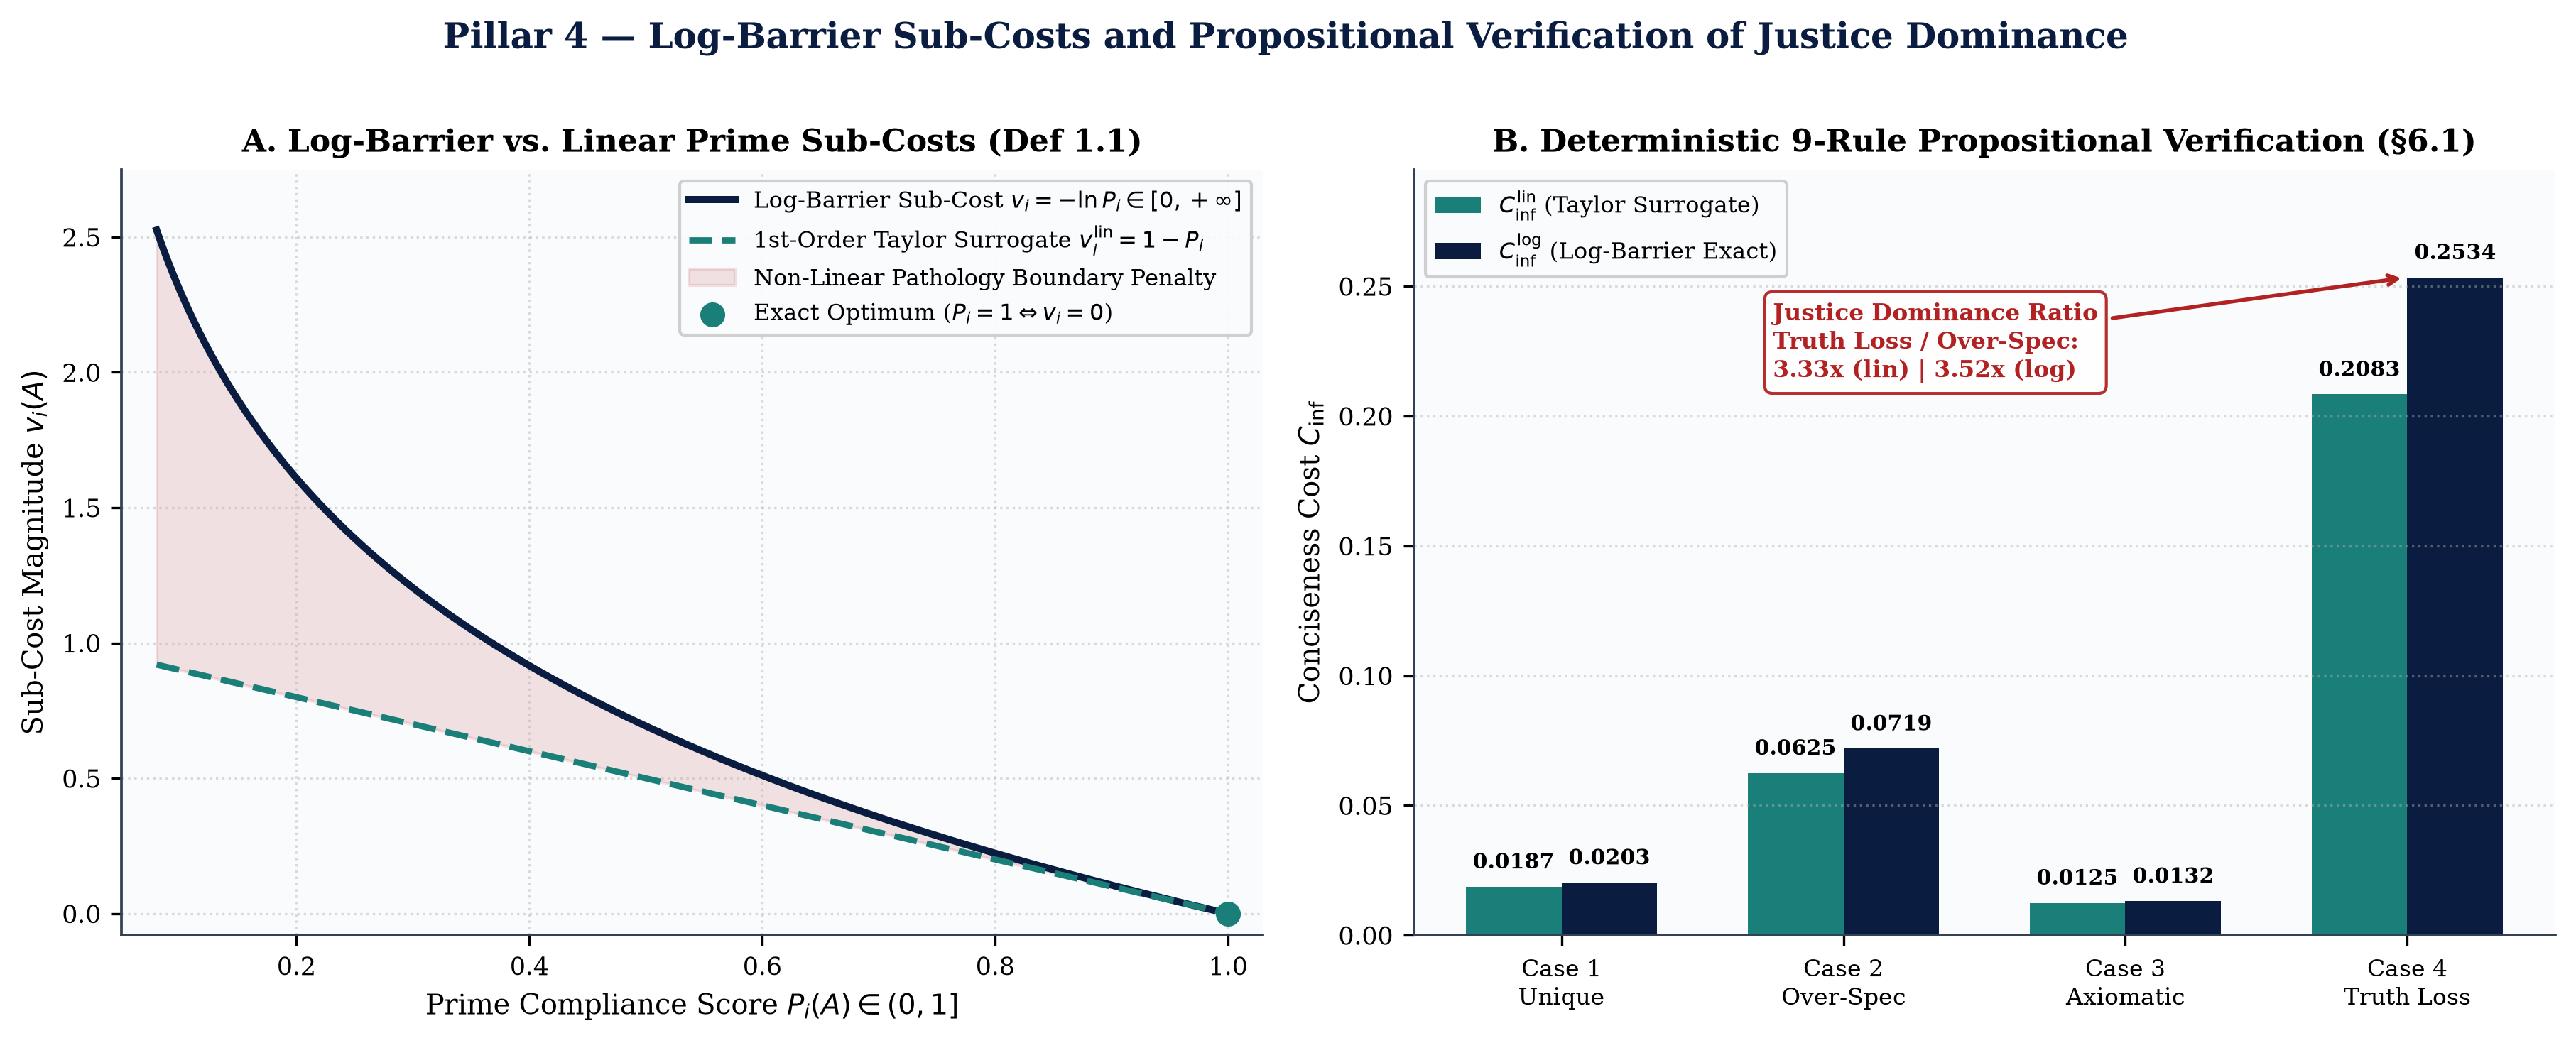 Pillar 4 — Log-Barrier Sub-Costs and Propositional Verification of Justice Dominance
A. Log-Barrier vs. Linear Prime Sub-Costs (Def 1.1)
Log-Barrier Sub-Cost v_i = −ln P_i ∈ [0, +∞]
1st-Order Taylor Surrogate v_i^lin = 1 − P_i
Non-Linear Pathology Boundary Penalty
Exact Optimum (P_i = 1 ⇔ v_i = 0)
Sub-Cost Magnitude v_i(A)
2.5
2.0
1.5
1.0
0.5
0.0
0.2 0.4 0.6 0.8 1.0
Prime Compliance Score P_i(A) ∈ (0, 1]
B. Deterministic 9-Rule Propositional Verification (§6.1)
C_inf^lin (Taylor Surrogate)
C_inf^log (Log-Barrier Exact)
Justice Dominance Ratio
Truth Loss / Over-Spec:
3.33x (lin) | 3.52x (log)
Conciseness Cost C_inf
0.25
0.20
0.15
0.10
0.05
0.00
0.0187 0.0203
0.0625 0.0719
0.0125 0.0132
0.2083 0.2534
Case 1
Unique
Case 2
Over-Spec
Case 3
Axiomatic
Case 4
Truth Loss